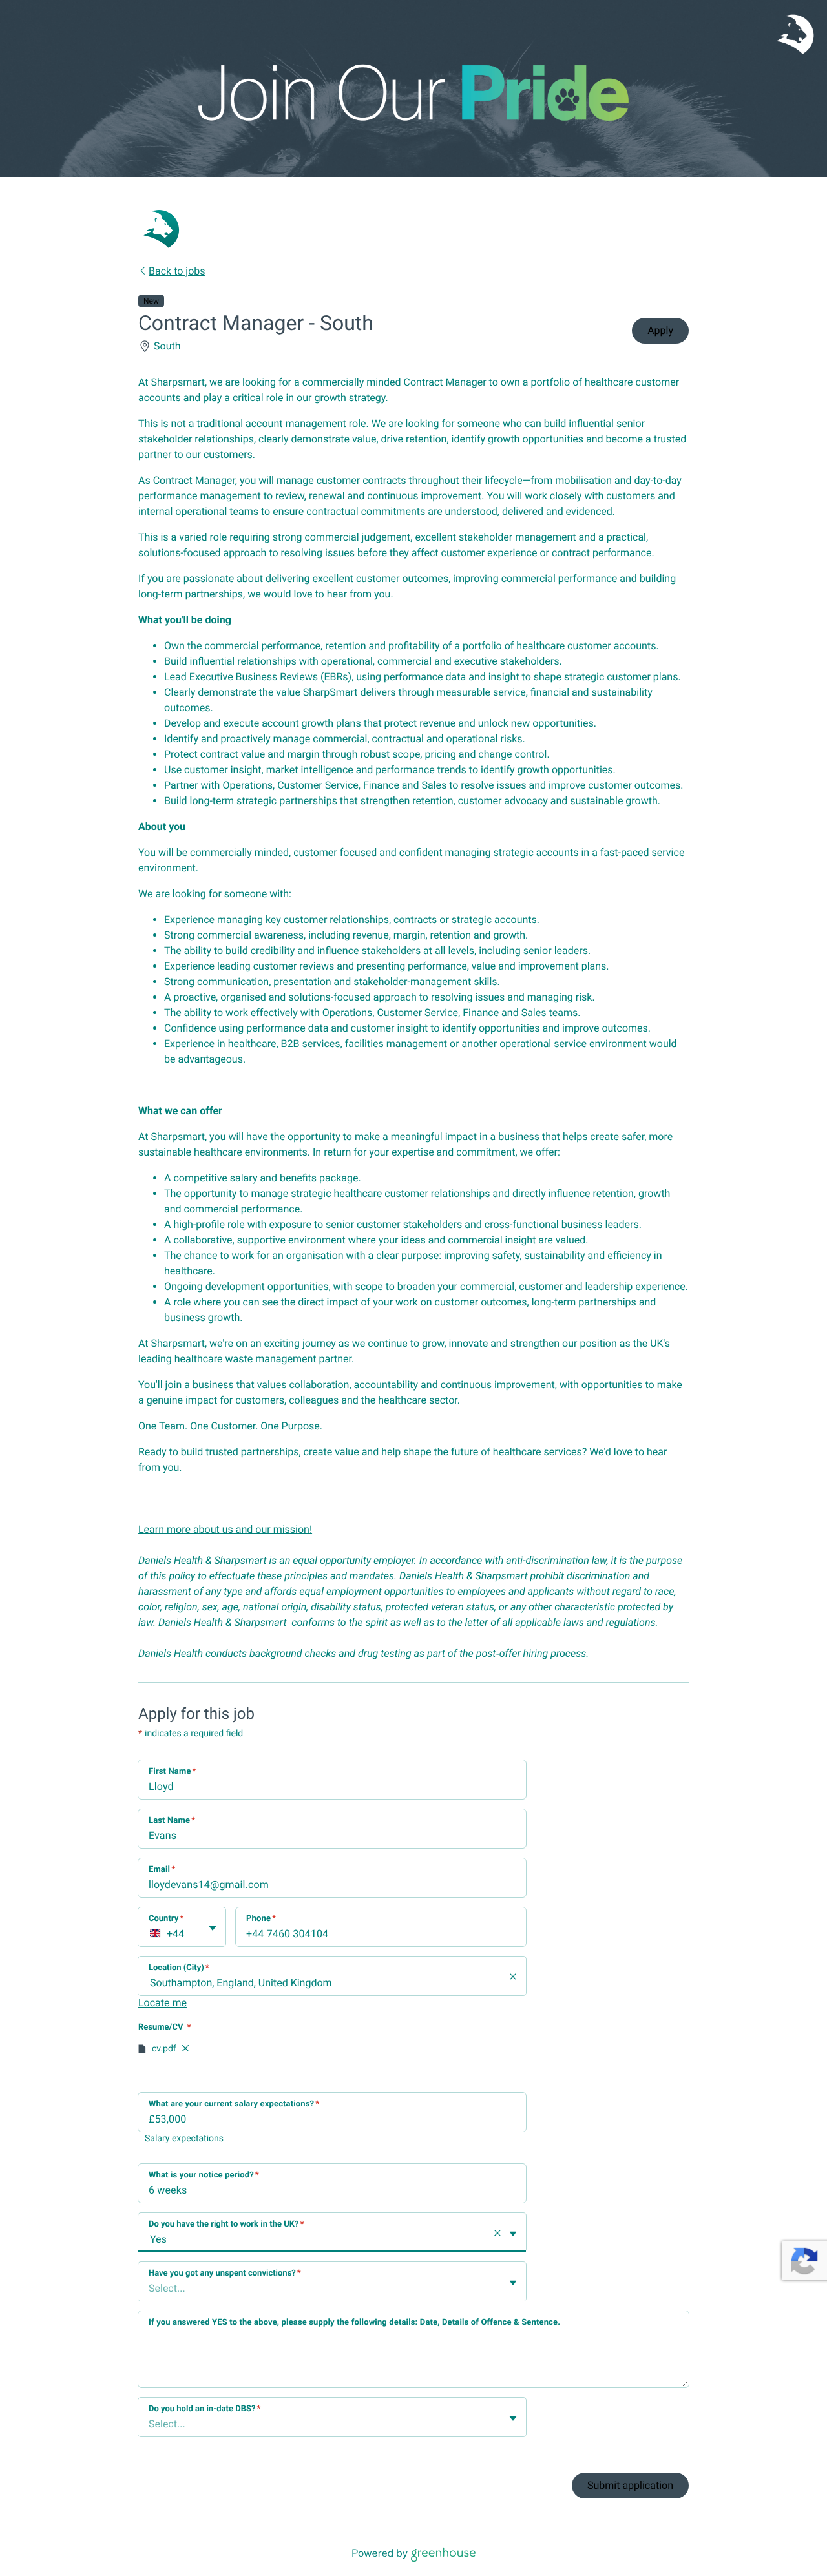 Join Our Pride
Back to jobs
New
Contract Manager - South
Apply
South
At Sharpsmart, we are looking for a commercially minded Contract Manager to own a portfolio of healthcare customer
accounts and play a critical role in our growth strategy.
This is not a traditional account management role. We are looking for someone who can build influential senior
stakeholder relationships, clearly demonstrate value, drive retention, identify growth opportunities and become a trusted
partner to our customers.
As Contract Manager, you will manage customer contracts throughout their lifecycle—from mobilisation and day-to-day
performance management to review, renewal and continuous improvement. You will work closely with customers and
internal operational teams to ensure contractual commitments are understood, delivered and evidenced.
This is a varied role requiring strong commercial judgement, excellent stakeholder management and a practical,
solutions-focused approach to resolving issues before they affect customer experience or contract performance.
If you are passionate about delivering excellent customer outcomes, improving commercial performance and building
long-term partnerships, we would love to hear from you.
What you'll be doing
• Own the commercial performance, retention and profitability of a portfolio of healthcare customer accounts.
• Build influential relationships with operational, commercial and executive stakeholders.
• Lead Executive Business Reviews (EBRs), using performance data and insight to shape strategic customer plans.
• Clearly demonstrate the value SharpSmart delivers through measurable service, financial and sustainability
outcomes.
• Develop and execute account growth plans that protect revenue and unlock new opportunities.
• Identify and proactively manage commercial, contractual and operational risks.
• Protect contract value and margin through robust scope, pricing and change control.
• Use customer insight, market intelligence and performance trends to identify growth opportunities.
• Partner with Operations, Customer Service, Finance and Sales to resolve issues and improve customer outcomes.
• Build long-term strategic partnerships that strengthen retention, customer advocacy and sustainable growth.
About you
You will be commercially minded, customer focused and confident managing strategic accounts in a fast-paced service
environment.
We are looking for someone with:
• Experience managing key customer relationships, contracts or strategic accounts.
• Strong commercial awareness, including revenue, margin, retention and growth.
• The ability to build credibility and influence stakeholders at all levels, including senior leaders.
• Experience leading customer reviews and presenting performance, value and improvement plans.
• Strong communication, presentation and stakeholder-management skills.
• A proactive, organised and solutions-focused approach to resolving issues and managing risk.
• The ability to work effectively with Operations, Customer Service, Finance and Sales teams.
• Confidence using performance data and customer insight to identify opportunities and improve outcomes.
• Experience in healthcare, B2B services, facilities management or another operational service environment would
be advantageous.
What we can offer
At Sharpsmart, you will have the opportunity to make a meaningful impact in a business that helps create safer, more
sustainable healthcare environments. In return for your expertise and commitment, we offer:
• A competitive salary and benefits package.
• The opportunity to manage strategic healthcare customer relationships and directly influence retention, growth
and commercial performance.
• A high-profile role with exposure to senior customer stakeholders and cross-functional business leaders.
• A collaborative, supportive environment where your ideas and commercial insight are valued.
• The chance to work for an organisation with a clear purpose: improving safety, sustainability and efficiency in
healthcare.
• Ongoing development opportunities, with scope to broaden your commercial, customer and leadership experience.
• A role where you can see the direct impact of your work on customer outcomes, long-term partnerships and
business growth.
At Sharpsmart, we're on an exciting journey as we continue to grow, innovate and strengthen our position as the UK's
leading healthcare waste management partner.
You'll join a business that values collaboration, accountability and continuous improvement, with opportunities to make
a genuine impact for customers, colleagues and the healthcare sector.
One Team. One Customer. One Purpose.
Ready to build trusted partnerships, create value and help shape the future of healthcare services? We'd love to hear
from you.
Learn more about us and our mission!
Daniels Health & Sharpsmart is an equal opportunity employer. In accordance with anti-discrimination law, it is the purpose
of this policy to effectuate these principles and mandates. Daniels Health & Sharpsmart prohibit discrimination and
harassment of any type and affords equal employment opportunities to employees and applicants without regard to race,
color, religion, sex, age, national origin, disability status, protected veteran status, or any other characteristic protected by
law. Daniels Health & Sharpsmart conforms to the spirit as well as to the letter of all applicable laws and regulations.
Daniels Health conducts background checks and drug testing as part of the post-offer hiring process.
Apply for this job
* indicates a required field
First Name *
Lloyd
Last Name *
Evans
Email *
lloydevans14@gmail.com
Country * Phone *
+44 +44 7460 304104
Location (City) *
Southampton, England, United Kingdom
Locate me
Resume/CV *
cv.pdf
What are your current salary expectations? *
£53,000
Salary expectations
What is your notice period? *
6 weeks
Do you have the right to work in the UK? *
Yes
Have you got any unspent convictions? *
Select...
If you answered YES to the above, please supply the following details: Date, Details of Offence & Sentence.
Do you hold an in-date DBS? *
Select...
Submit application
Powered by greenhouse